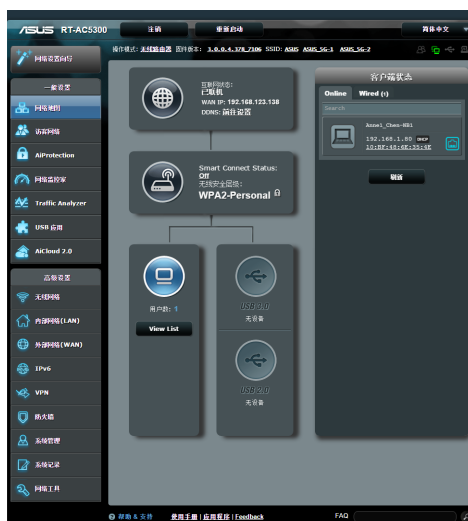 ASUS RT-AC5300 注销 重新启动 简体中文
操作模式: 无线路由器 固件版本: 3.0.0.4.378_7106 SSID: ASUS ASUS_5G-1 ASUS_5G-2
网络设置向导
一般设置
网络地图
访客网络
AiProtection
网络监控家
Traffic Analyzer
USB 应用
AiCloud 2.0
高级设置
无线网络
内部网络(LAN)
外部网络(WAN)
IPv6
VPN
防火墙
系统管理
系统记录
网络工具
互联网状态:
已联机
WAN IP: 192.168.123.138
DDNS: 前往设置
Smart Connect Status:
Off
无线安全层级:
WPA2-Personal
用户数: 1
View List
USB 3.0
无设备
USB 2.0
无设备
客户端状态
Online Wired (1)
Search
Annel_Chen-NB1
192.168.1.80 DHCP
10:BF:48:6E:35:4E
刷新
帮助 & 支持 使用手册 | 应用程序 | Feedback FAQ